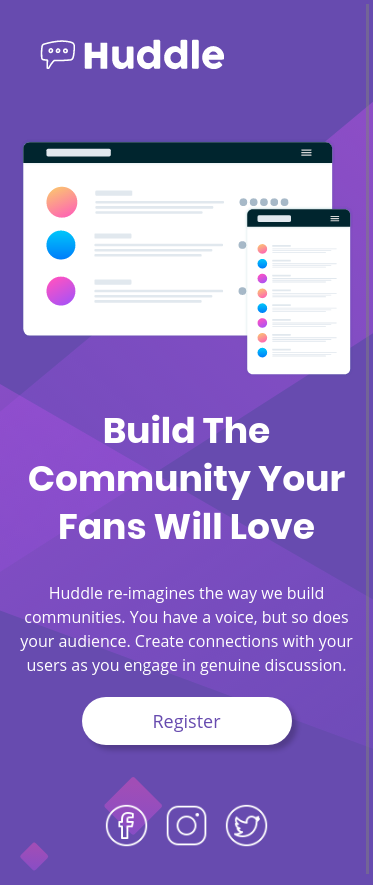 Huddle
Build The
Community Your
Fans Will Love
Huddle re-imagines the way we build
communities. You have a voice, but so does
your audience. Create connections with your
users as you engage in genuine discussion.
Register